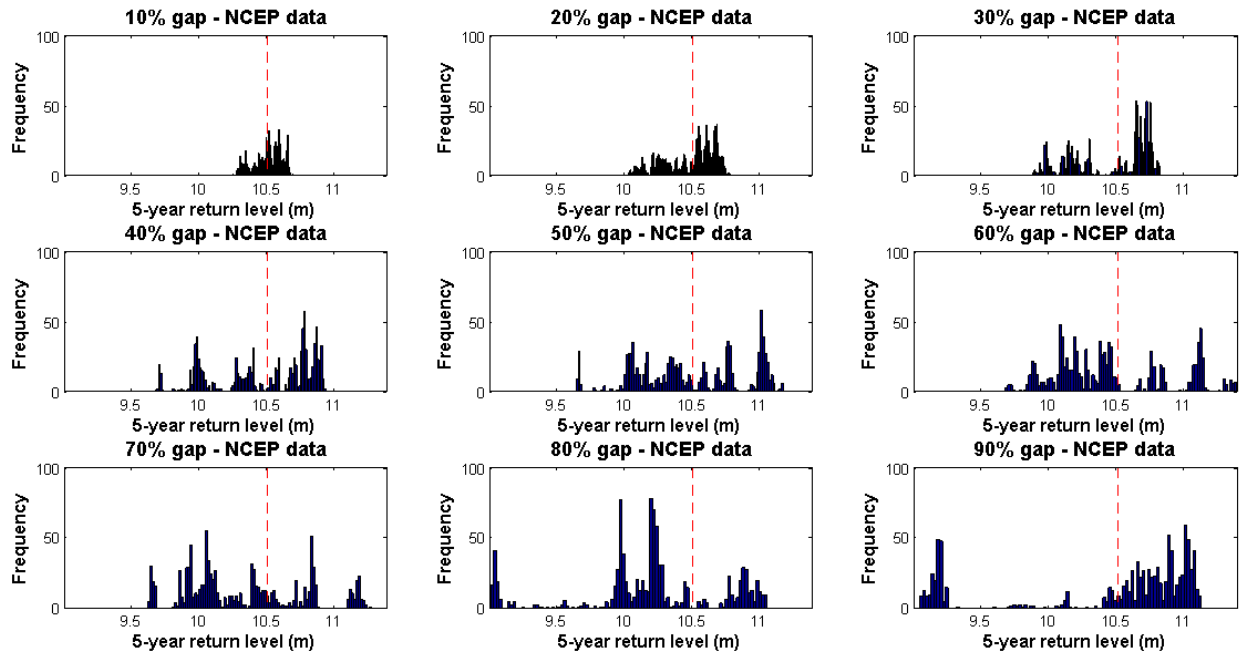 10% gap - NCEP data
100
50
0
Frequency
9.5 10 10.5 11
5-year return level (m)
20% gap - NCEP data
100
50
0
Frequency
9.5 10 10.5 11
5-year return level (m)
30% gap - NCEP data
100
50
0
Frequency
9.5 10 10.5 11
5-year return level (m)
40% gap - NCEP data
100
50
0
Frequency
9.5 10 10.5 11
5-year return level (m)
50% gap - NCEP data
100
50
0
Frequency
9.5 10 10.5 11
5-year return level (m)
60% gap - NCEP data
100
50
0
Frequency
9.5 10 10.5 11
5-year return level (m)
70% gap - NCEP data
100
50
0
Frequency
9.5 10 10.5 11
5-year return level (m)
80% gap - NCEP data
100
50
0
Frequency
9.5 10 10.5 11
5-year return level (m)
90% gap - NCEP data
100
50
0
Frequency
9.5 10 10.5 11
5-year return level (m)